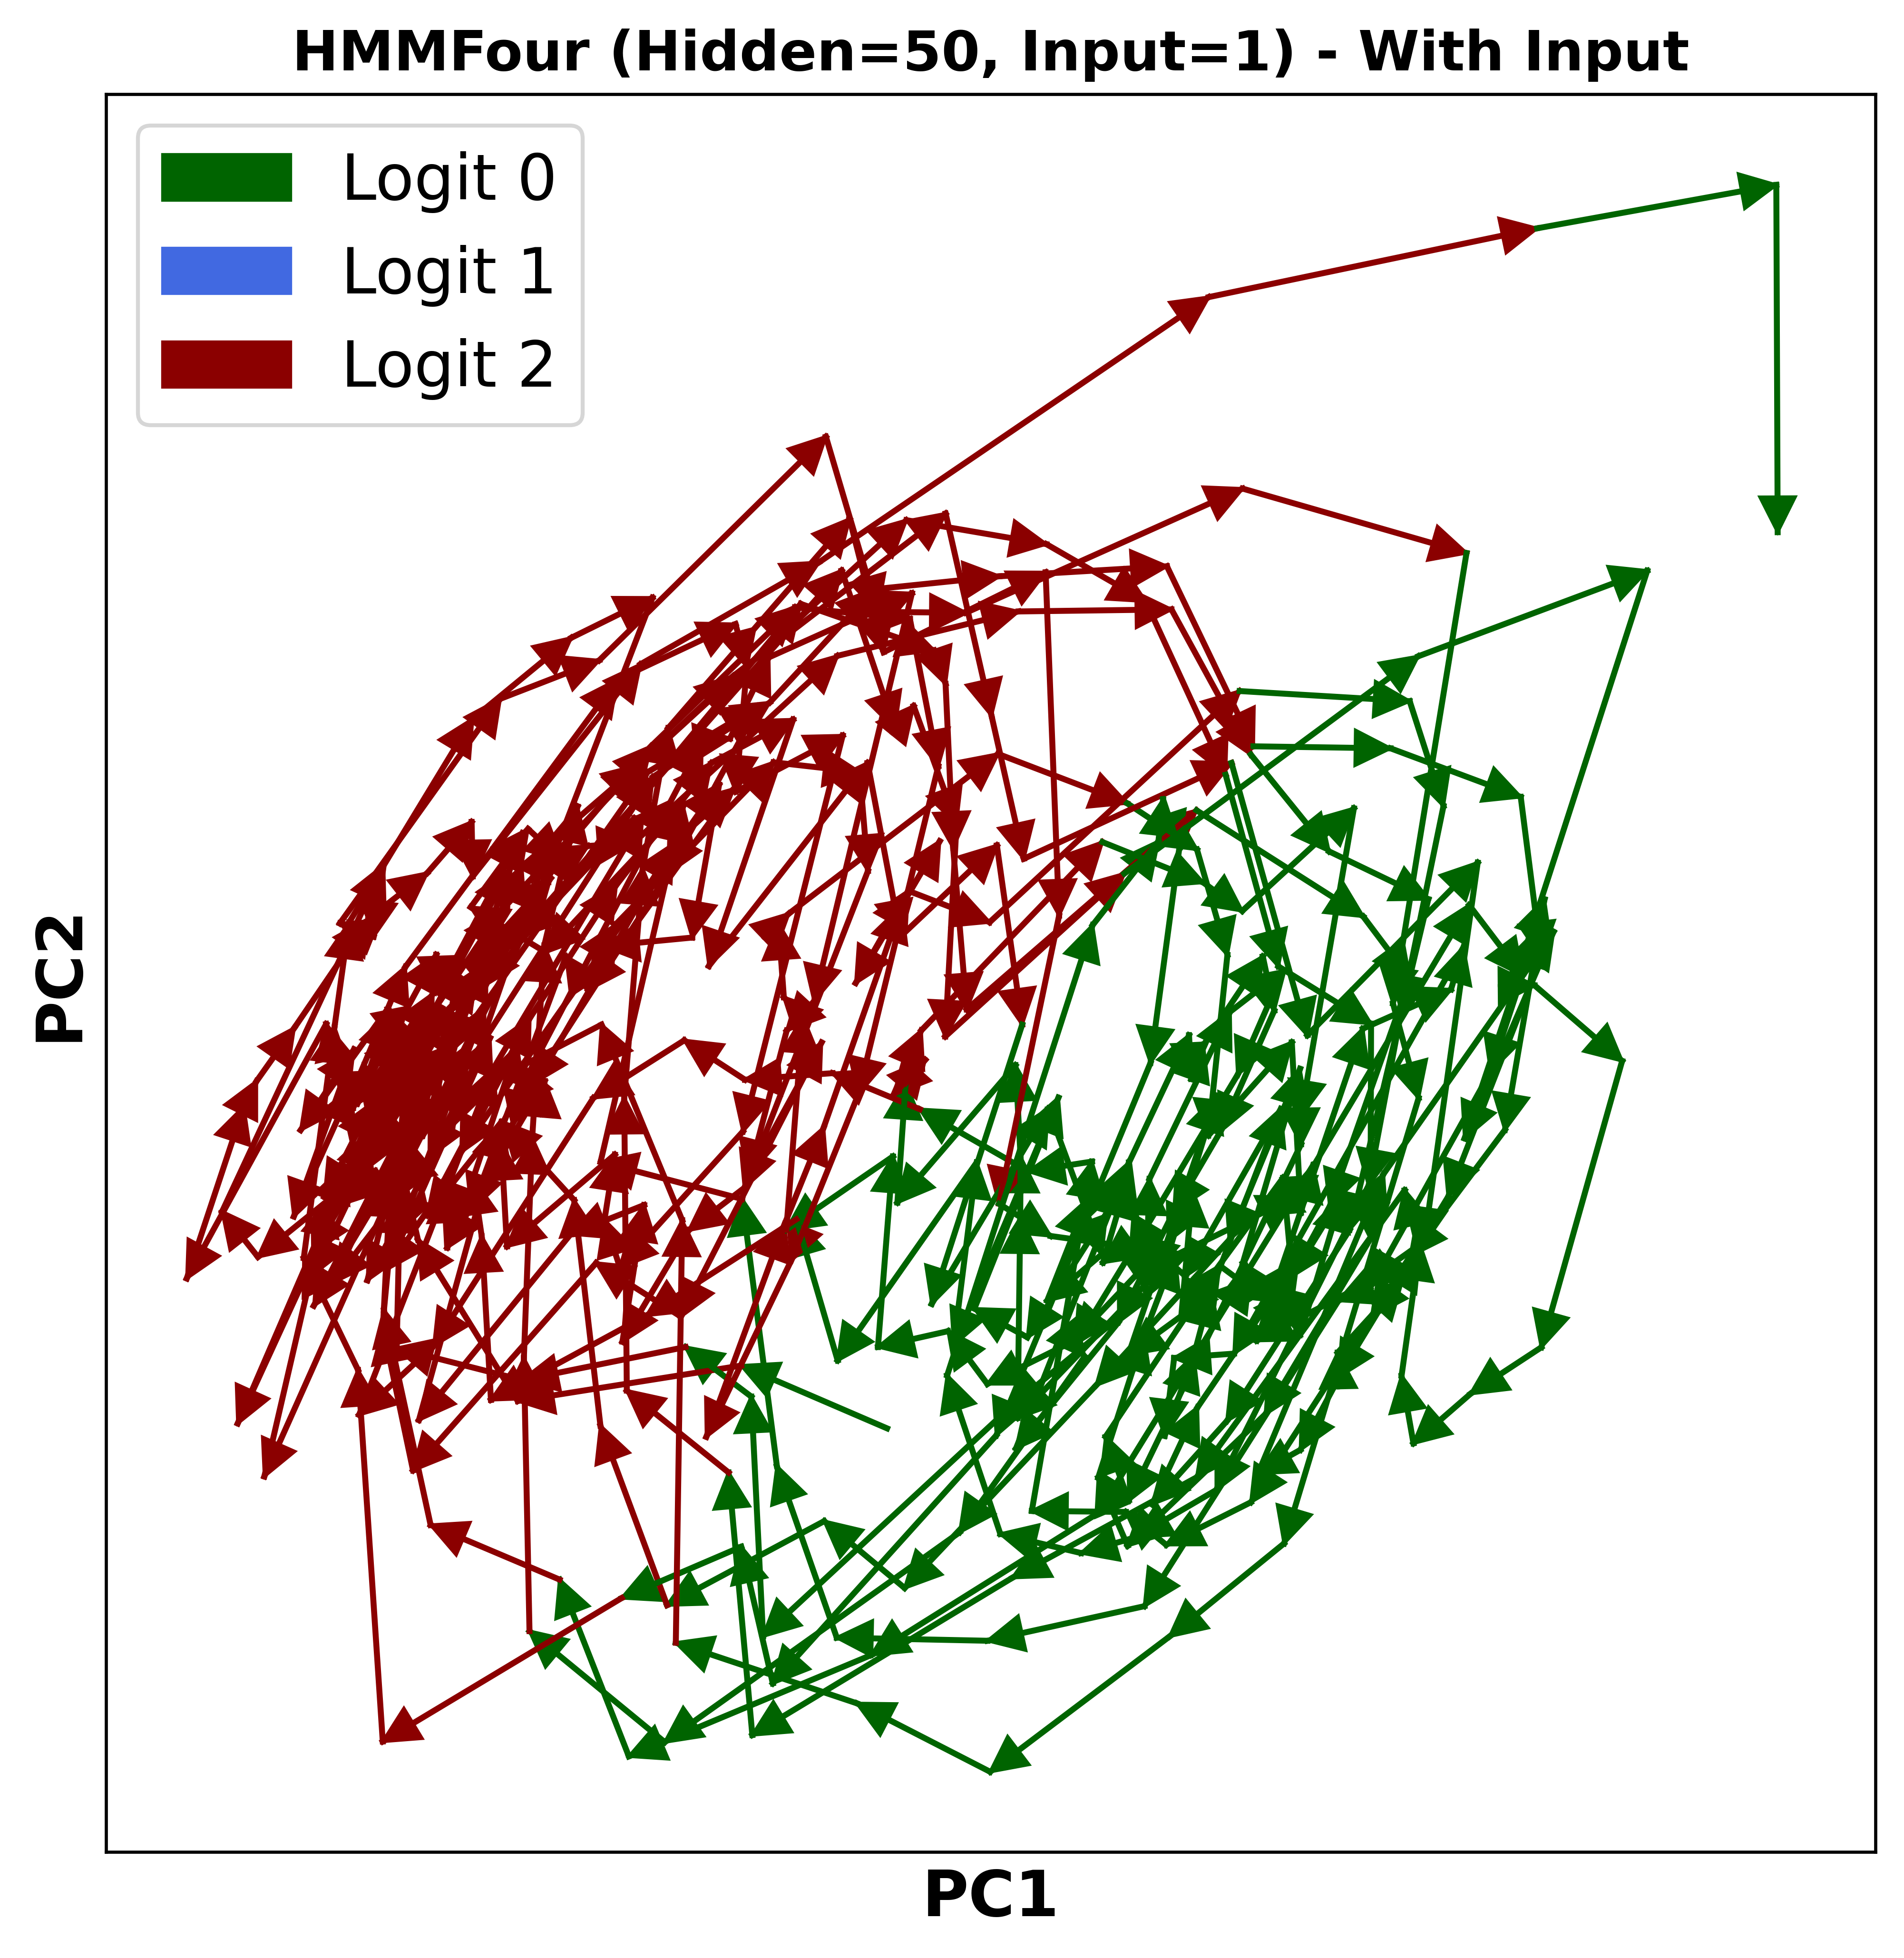 HMMFour (Hidden=50, Input=1) - With Input
Logit 0
Logit 1
Logit 2
PC2
PC1